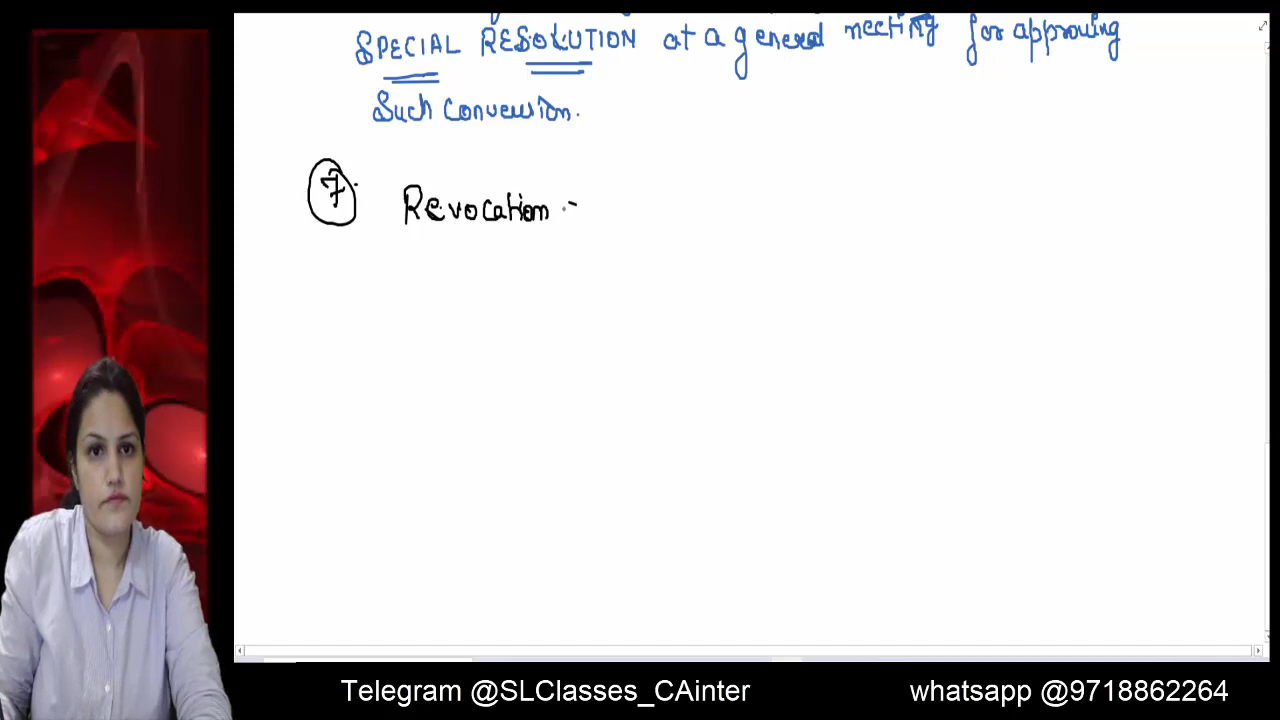 SPECIAL RESOLUTION at a general meeting for approving
Such conversion.
7 Revocation :-
Telegram @SLClasses_CAinter
whatsapp @9718862264